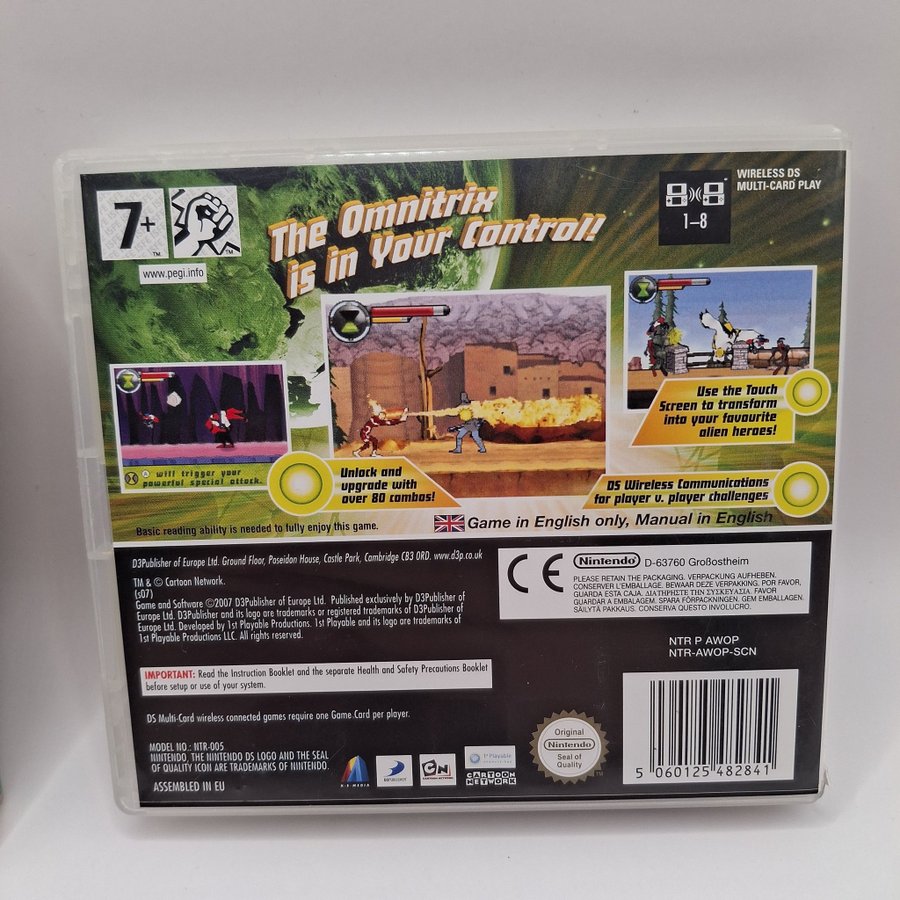 7+
TM
TM
www.pegi.info
The Omnitrix
is in Your Control!
1-8
WIRELESS DS
MULTI-CARD PLAY
will trigger your
powerful special attack.
Unlock and
upgrade with
over 80 combos!
Use the Touch
Screen to transform
into your favourite
alien heroes!
DS Wireless Communications
for player v. player challenges
Basic reading ability is needed to fully enjoy this game.
Game in English only, Manual in English
D3Publisher of Europe Ltd. Ground Floor, Poseidon House, Castle Park, Cambridge CB3 0RD. www.d3p.co.uk
TM & © Cartoon Network.
(s07)
Game and Software ©2007 D3Publisher of Europe Ltd. Published exclusively by D3Publisher of
Europe Ltd. D3Publisher and its logo are trademarks or registered trademarks of D3Publisher of
Europe Ltd. Developed by 1st Playable Productions. 1st Playable and its logo are trademarks of
1st Playable Productions LLC. All rights reserved.
CE
Nintendo
D-63760 Großostheim
PLEASE RETAIN THE PACKAGING. VERPACKUNG AUFHEBEN.
CONSERVER L'EMBALLAGE. BEWAAR DEZE VERPAKKING. POR FAVOR,
GUARDA ESTA CAJA. ΔΙΑΤΗΡΗΣΤΕ ΤΗΝ ΣΥΣΚΕΥΑΣΙΑ. FAVOR
GUARDAR A EMBALAGEM. SPARA FÖRPACKNINGEN. GEM EMBALLAGEN.
SÄILYTÄ PAKKAUS. CONSERVA QUESTO INVOLUCRO.
NTR P AWOP
NTR-AWOP-SCN
IMPORTANT: Read the Instruction Booklet and the separate Health and Safety Precautions Booklet
before setup or use of your system.
DS Multi-Card wireless connected games require one Game Card per player.
MODEL NO.: NTR-005
NINTENDO, THE NINTENDO DS LOGO AND THE SEAL
OF QUALITY ICON ARE TRADEMARKS OF NINTENDO.
ASSEMBLED IN EU
D3PUBLISHER
CN
CARTOON NETWORK
1st Playable
CARTOON
NETWORK
Original
Nintendo
Seal of
Quality
TM
5 060125 482841